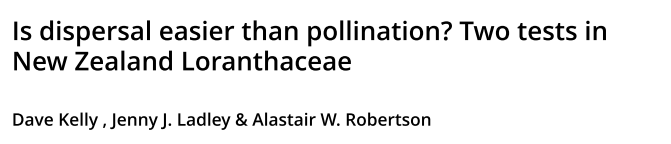 Is dispersal easier than pollination? Two tests in
New Zealand Loranthaceae
Dave Kelly , Jenny J. Ladley & Alastair W. Robertson